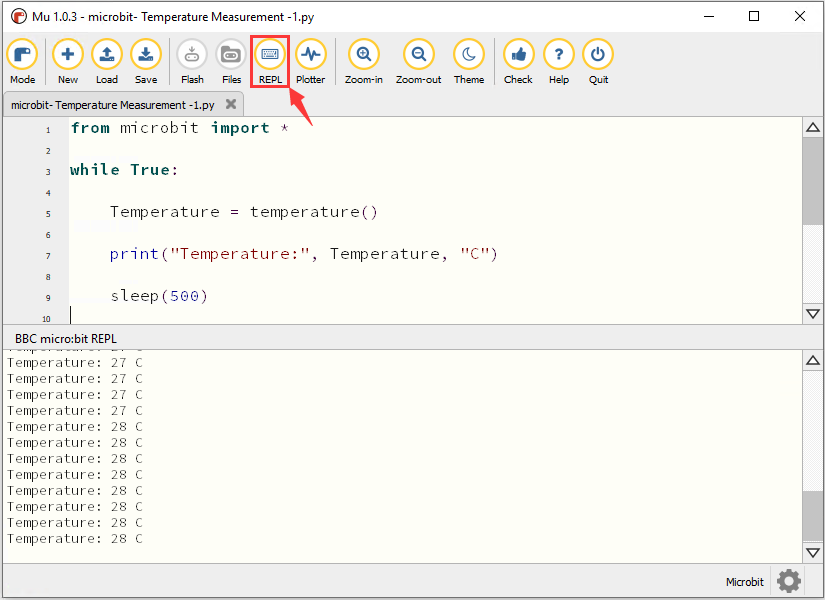 Mu 1.0.3 - microbit- Temperature Measurement -1.py
Mode New Load Save Flash Files REPL Plotter Zoom-in Zoom-out Theme Check Help Quit
microbit- Temperature Measurement -1.py
1 from microbit import *
2
3 while True:
4
5 Temperature = temperature()
6
7 print("Temperature:", Temperature, "C")
8
9 sleep(500)
10
BBC micro:bit REPL
Temperature: 27 C
Temperature: 27 C
Temperature: 27 C
Temperature: 27 C
Temperature: 27 C
Temperature: 28 C
Temperature: 28 C
Temperature: 28 C
Temperature: 28 C
Temperature: 28 C
Temperature: 28 C
Temperature: 28 C
Temperature: 28 C
Microbit